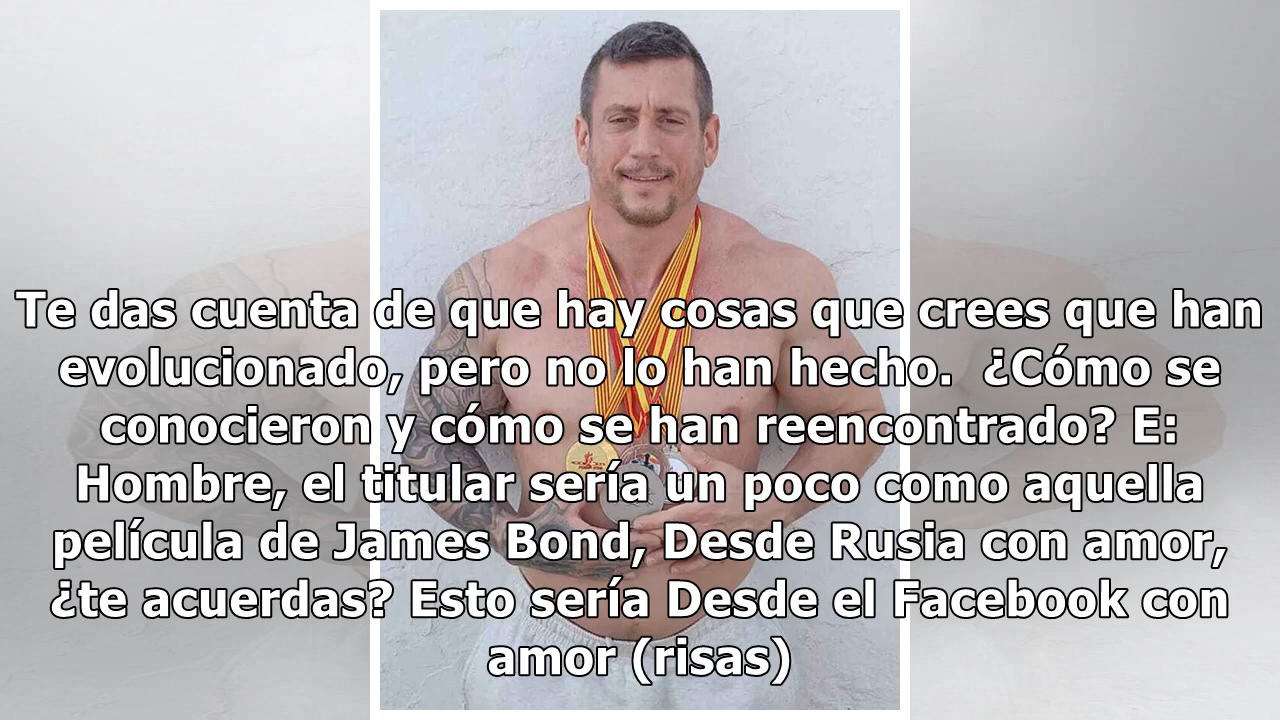 Te das cuenta de que hay cosas que crees que han
evolucionado, pero no lo han hecho.  ¿Cómo se
conocieron y cómo se han reencontrado? E:
Hombre, el titular sería un poco como aquella
película de James Bond, Desde Rusia con amor,
¿te acuerdas? Esto sería Desde el Facebook con
amor (risas)